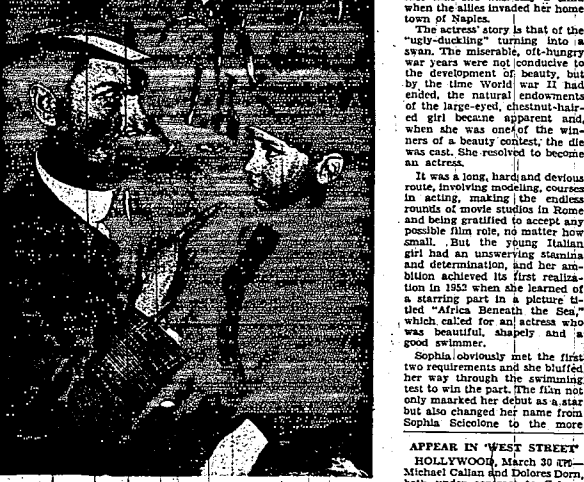 when the allies invaded her home
town of Naples.
The actress' story is that of the
"ugly-duckling" turning into a
swan. The miserable, oft-hungry
war years were not conducive to
the development of beauty, but
by the time World war II had
ended, the natural endowments
of the large-eyed, chestnut-hair-
ed girl became apparent and,
when she was one of the win-
ners of a beauty contest, the die
was cast. She resolved to become
an actress.
It was a long, hard and devious
route, involving modeling, courses
in acting, making the endless
rounds of movie studios in Rome
and being gratified to accept any
possible film role, no matter how
small. But the young Italian
girl had an unswerving stamina
and determination, and her am-
bition achieved its first realiza-
tion in 1952 when she learned of
a starring part in a picture ti-
tled "Africa Beneath the Sea,"
which called for an actress who
was beautiful, shapely and a
good swimmer.
Sophia obviously met the first
two requirements and she bluffed
her way through the swimming
test to win the part. The film not
only maarked her debut as a star
but also changed her name from
Sophia Scicolone to the more
APPEAR IN 'WEST STREET'
HOLLYWOOD, March 30 (UPI)—
Michael Callan and Dolores Dorn,